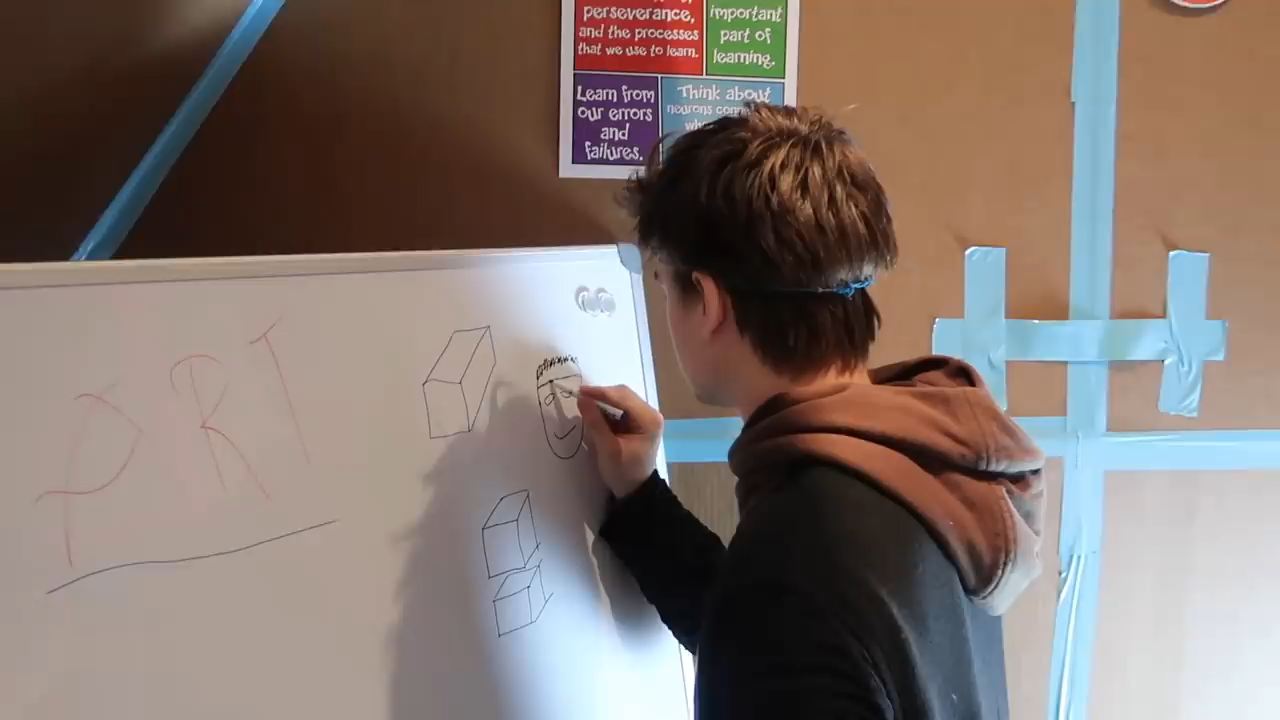 perseverance,
and the processes
that we use to learn.
important
part of
learning.
Learn from
our errors
and
failures.
Think about
neurons
ART